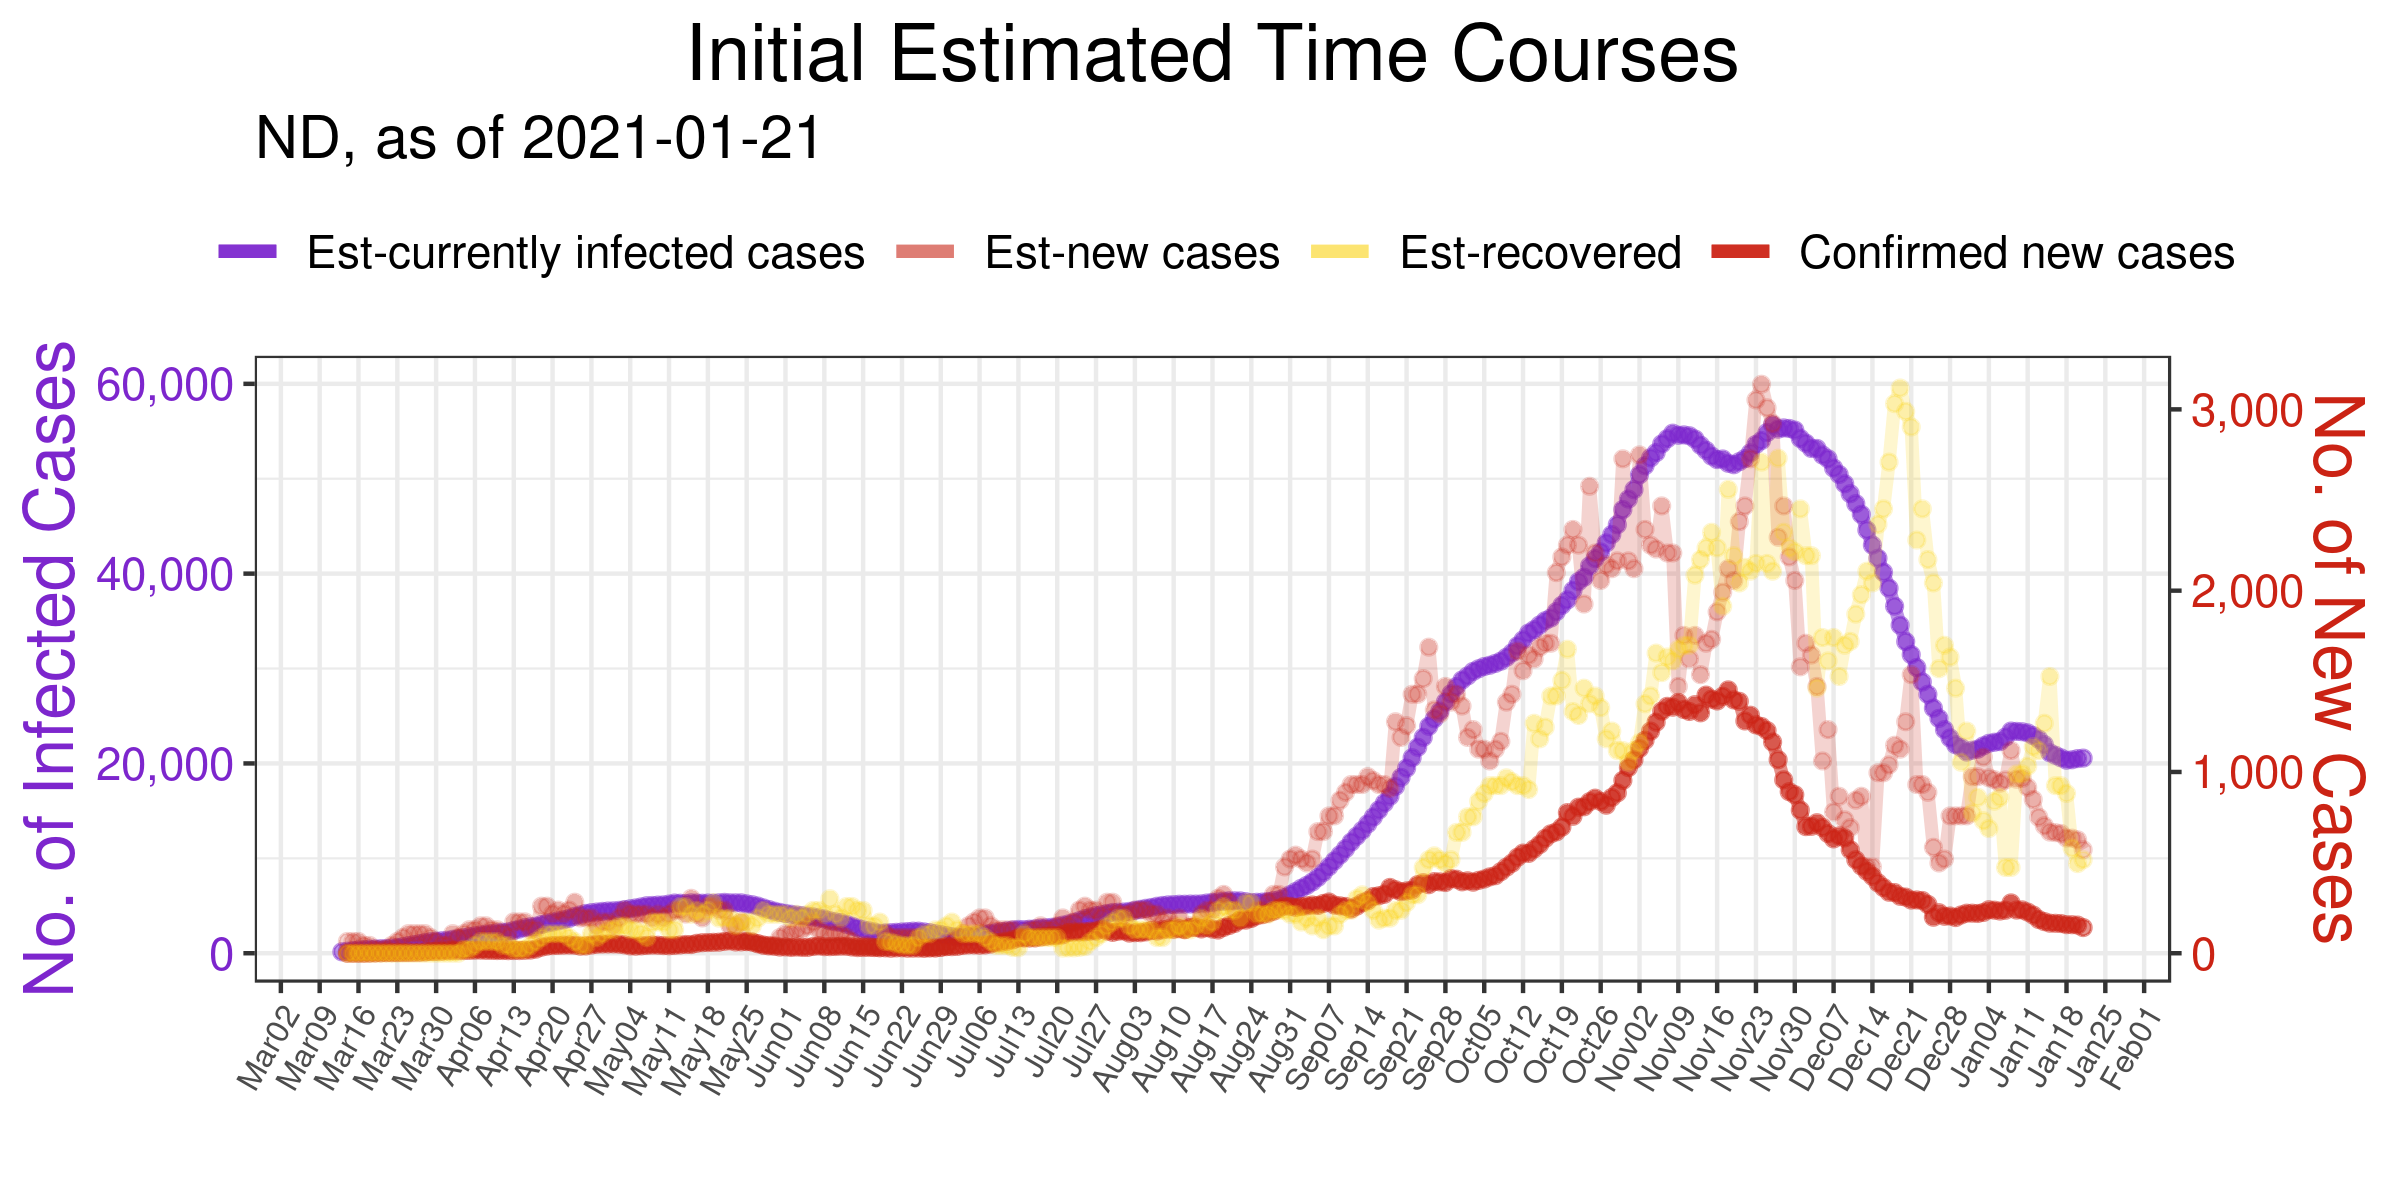 Initial Estimated Time Courses
ND, as of 2021-01-21
Est-currently infected cases Est-new cases Est-recovered Confirmed new cases
No. of Infected Cases
60,000
40,000
20,000
0
3,000
2,000
1,000
0
No. of New Cases
Mar02 Mar09 Mar16 Mar23 Mar30 Apr06 Apr13 Apr20 Apr27 May04 May11 May18 May25 Jun01 Jun08 Jun15 Jun22 Jun29 Jul06 Jul13 Jul20 Jul27 Aug03 Aug10 Aug17 Aug24 Aug31 Sep07 Sep14 Sep21 Sep28 Oct05 Oct12 Oct19 Oct26 Nov02 Nov09 Nov16 Nov23 Nov30 Dec07 Dec14 Dec21 Dec28 Jan04 Jan11 Jan18 Jan25 Feb01